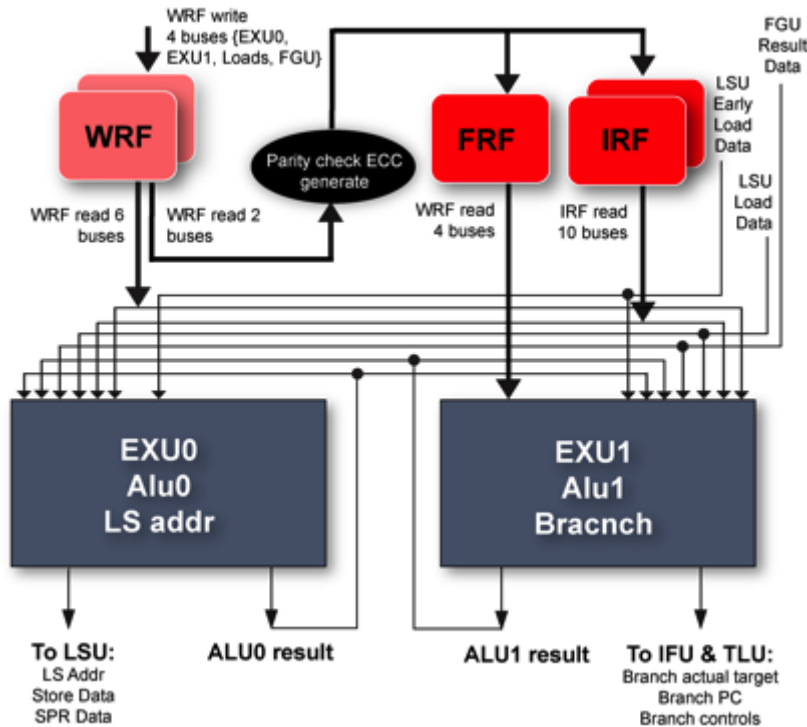 WRF write
4 buses {EXU0,
EXU1, Loads, FGU}
FGU
Result
Data
LSU
Early
Load
Data
LSU
Load
Data
WRF
Parity check ECC
generate
FRF
IRF
WRF read 6
buses
WRF read 2
buses
WRF read
4 buses
IRF read
10 buses
EXU0
Alu0
LS addr
EXU1
Alu1
Bracnch
To LSU:
LS Addr
Store Data
SPR Data
ALU0 result
ALU1 result
To IFU & TLU:
Branch actual target
Branch PC
Branch controls